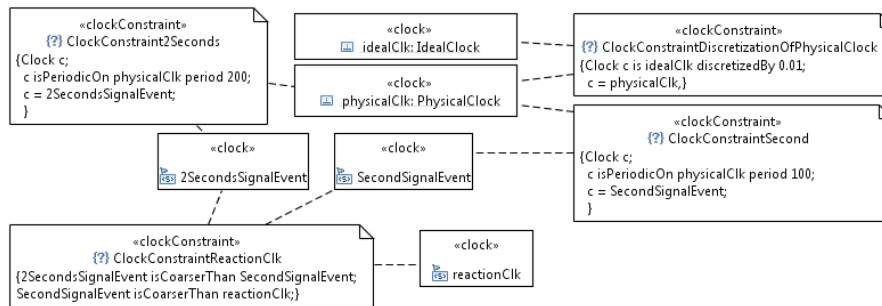 «clockConstraint»
{?} ClockConstraint2Seconds
{Clock c;
c isPeriodicOn physicalClk period 200;
c = 2SecondsSignalEvent;
}
«clock»
idealClk: IdealClock
«clock»
physicalClk: PhysicalClock
«clockConstraint»
{?} ClockConstraintDiscretizationOfPhysicalClock
{Clock c is idealClk discretizedBy 0.01;
c = physicalClk,}
«clock»
2SecondsSignalEvent
«clock»
SecondSignalEvent
«clockConstraint»
{?} ClockConstraintSecond
{Clock c;
c isPeriodicOn physicalClk period 100;
c = SecondSignalEvent;
}
«clockConstraint»
{?} ClockConstraintReactionClk
{2SecondsSignalEvent isCoarserThan SecondSignalEvent;
SecondSignalEvent isCoarserThan reactionClk;}
«clock»
reactionClk